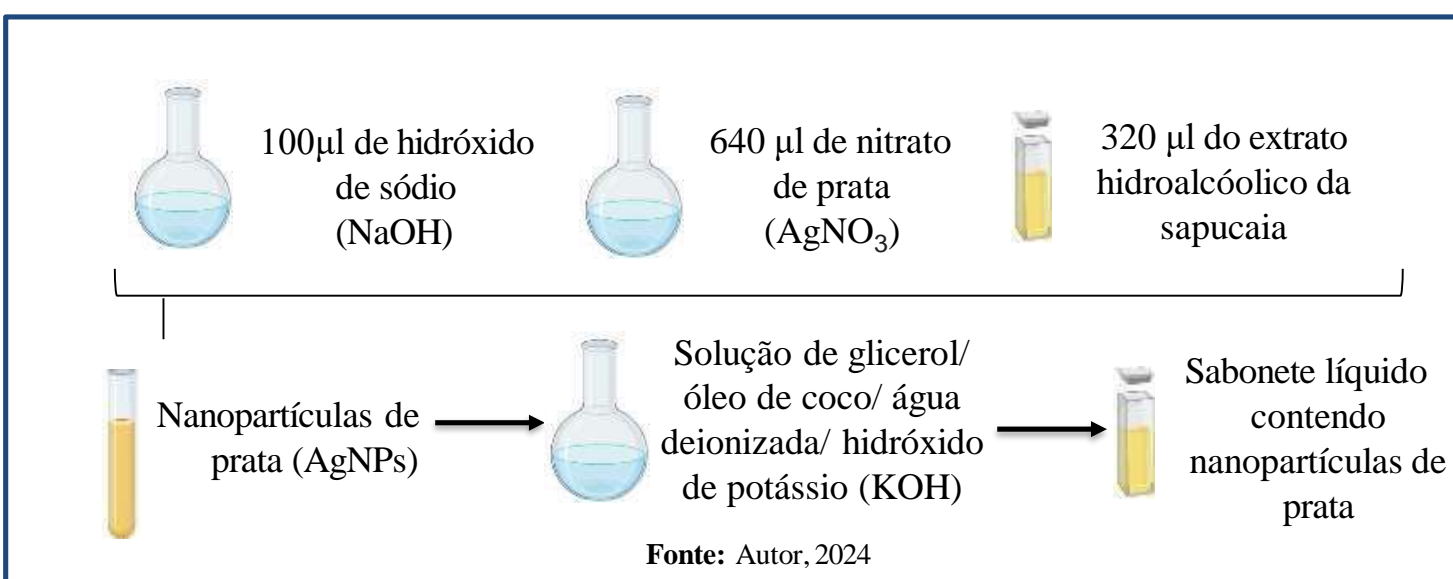 100μl de hidróxido
de sódio
(NaOH)
640 μl de nitrato
de prata
(AgNO₃)
320 μl do extrato
hidroalcóolico da
sapucaia
Nanopartículas de
prata (AgNPs)
Solução de glicerol/
óleo de coco/ água
deionizada/ hidróxido
de potássio (KOH)
Sabonete líquido
contendo
nanopartículas de
prata
Fonte: Autor, 2024